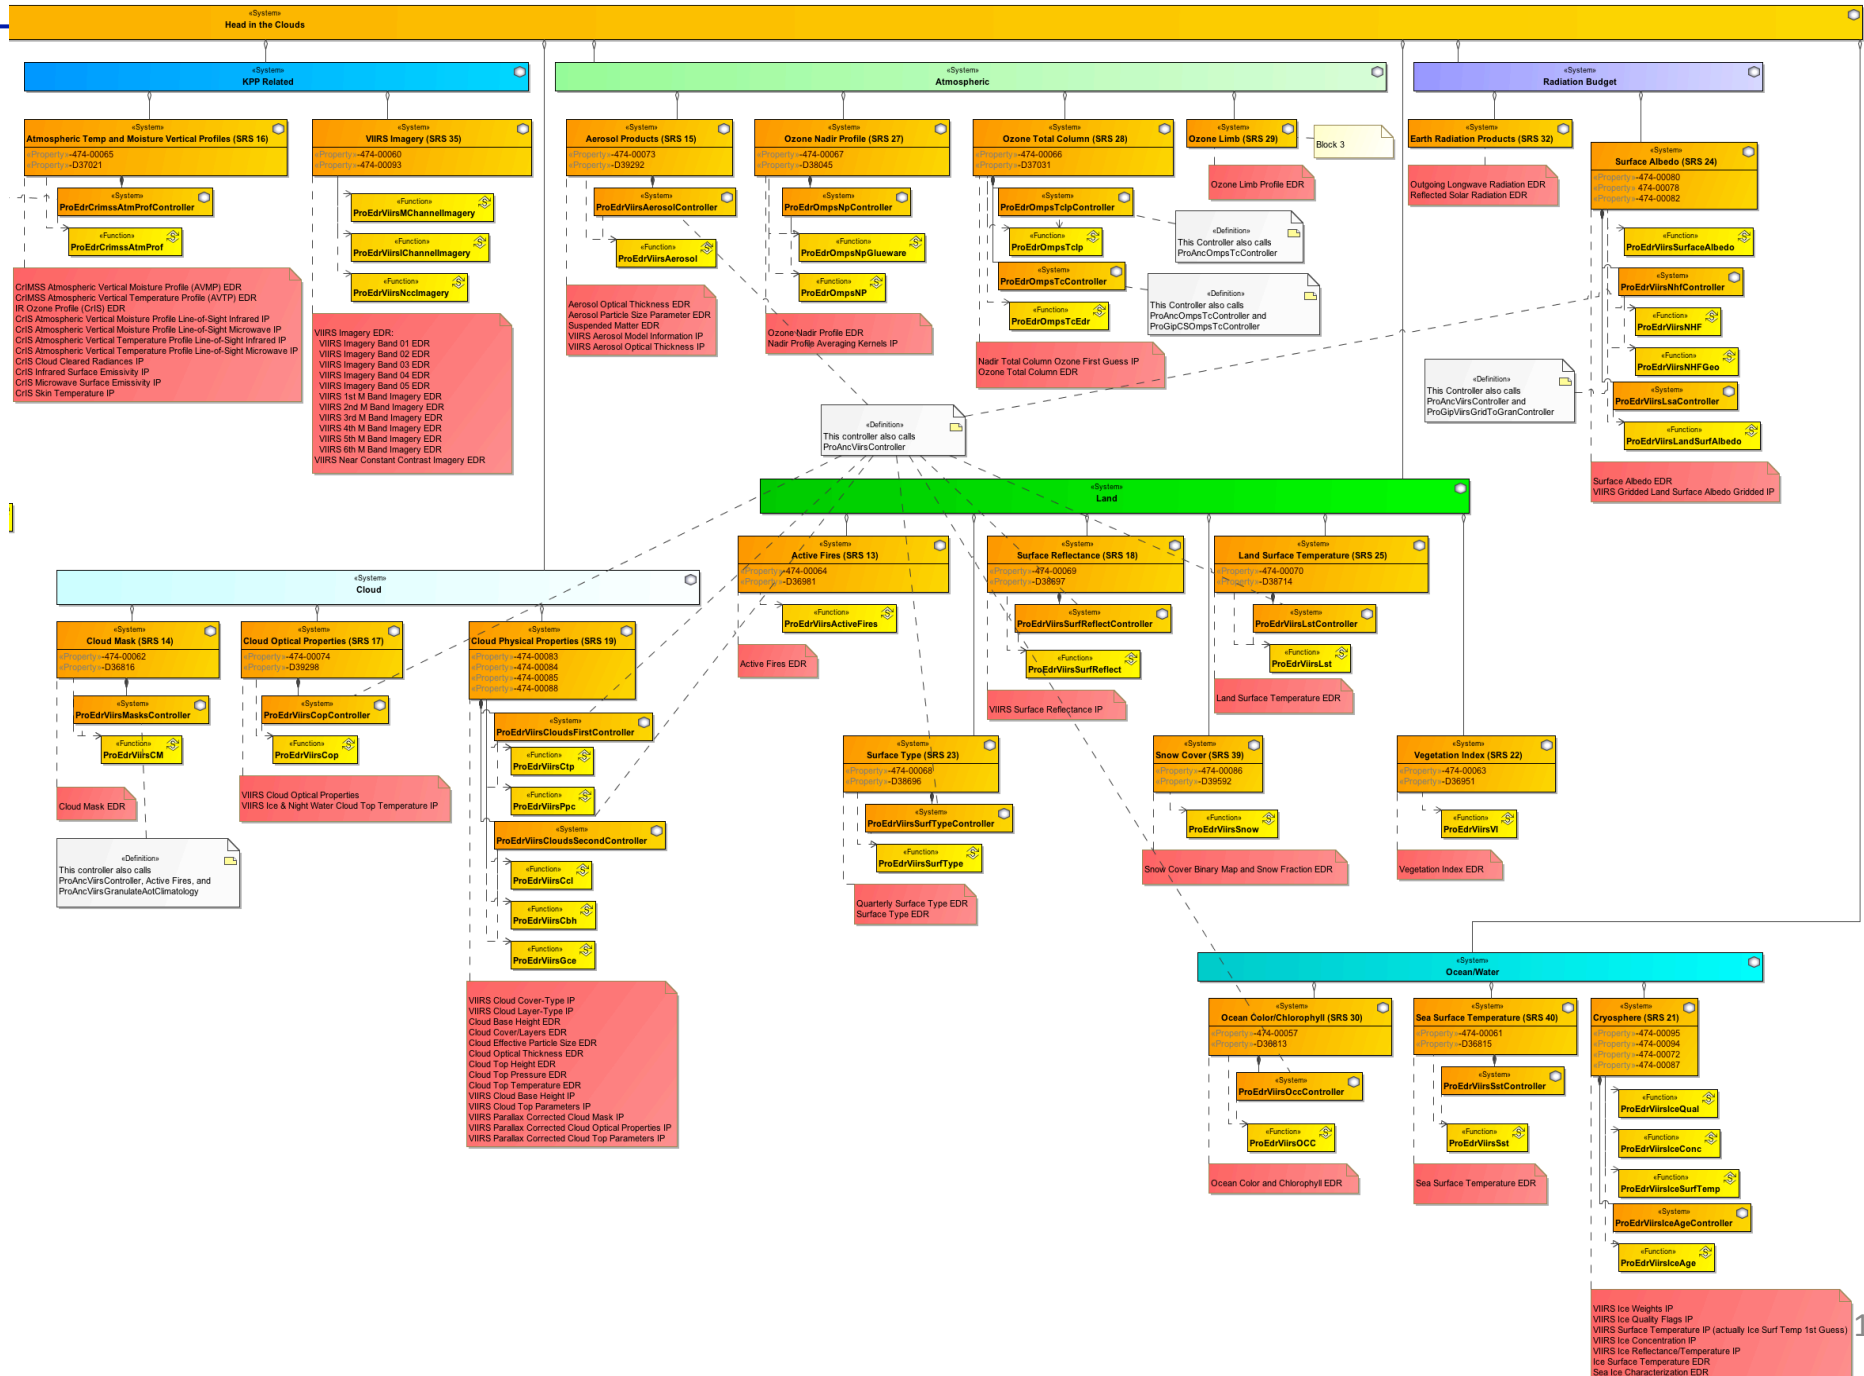 «System»
Head in the Clouds
«System»
KPP Related
«System»
Atmospheric
«System»
Radiation Budget
«System»
Atmospheric Temp and Moisture Vertical Profiles (SRS 16)
«Property»-474-00065
«Property»-D37021
«System»
ProEdrCrimssAtmProfController
«Function»
ProEdrCrimssAtmProf
CrIMSS Atmospheric Vertical Moisture Profile (AVMP) EDR
CrIMSS Atmospheric Vertical Temperature Profile (AVTP) EDR
IR Ozone Profile (CrIS) EDR
CrIS Atmospheric Vertical Moisture Profile Line-of-Sight Infrared IP
CrIS Atmospheric Vertical Moisture Profile Line-of-Sight Microwave IP
CrIS Atmospheric Vertical Temperature Profile Line-of-Sight Infrared IP
CrIS Atmospheric Vertical Temperature Profile Line-of-Sight Microwave IP
CrIS Cloud Cleared Radiances IP
CrIS Infrared Surface Emissivity IP
CrIS Microwave Surface Emissivity IP
CrIS Skin Temperature IP
«System»
VIIRS Imagery (SRS 35)
«Property»-474-00060
«Property»-474-00093
«Function»
ProEdrViirsMChannelImagery
«Function»
ProEdrViirsIChannelImagery
«Function»
ProEdrViirsNccImagery
VIIRS Imagery EDR:
VIIRS Imagery Band 01 EDR
VIIRS Imagery Band 02 EDR
VIIRS Imagery Band 03 EDR
VIIRS Imagery Band 04 EDR
VIIRS Imagery Band 05 EDR
VIIRS 1st M Band Imagery EDR
VIIRS 2nd M Band Imagery EDR
VIIRS 3rd M Band Imagery EDR
VIIRS 4th M Band Imagery EDR
VIIRS 5th M Band Imagery EDR
VIIRS 6th M Band Imagery EDR
VIIRS Near Constant Contrast Imagery EDR
«System»
Aerosol Products (SRS 15)
«Property»-474-00073
«Property»-D39292
«System»
ProEdrViirsAerosolController
«Function»
ProEdrViirsAerosol
Aerosol Optical Thickness EDR
Aerosol Particle Size Parameter EDR
Suspended Matter EDR
VIIRS Aerosol Model Information IP
VIIRS Aerosol Optical Thickness IP
«System»
Ozone Nadir Profile (SRS 27)
«Property»-474-00067
«Property»-D38045
«System»
ProEdrOmpsNpController
«Function»
ProEdrOmpsNpGlueware
«Function»
ProEdrOmpsNP
Ozone Nadir Profile EDR
Nadir Profile Averaging Kernels IP
«System»
Ozone Total Column (SRS 28)
«Property»-474-00066
«Property»-D37031
«System»
ProEdrOmpsTclpController
«Function»
ProEdrOmpsTclp
«System»
ProEdrOmpsTcController
«Function»
ProEdrOmpsTcEdr
Nadir Total Column Ozone First Guess IP
Ozone Total Column EDR
«System»
Ozone Limb (SRS 29)
Block 3
Ozone Limb Profile EDR
«Definition»
This Controller also calls
ProAncOmpsTcController
«Definition»
This Controller also calls
ProAncOmpsTcController and
ProGipCSOmpsTcController
«System»
Earth Radiation Products (SRS 32)
Outgoing Longwave Radiation EDR
Reflected Solar Radiation EDR
«System»
Surface Albedo (SRS 24)
«Property»-474-00080
«Property» 474-00078
«Property»-474-00082
«Function»
ProEdrViirsSurfaceAlbedo
«System»
ProEdrViirsNhfController
«Function»
ProEdrViirsNHF
«Function»
ProEdrViirsNHFGeo
«System»
ProEdrViirsLsaController
«Function»
ProEdrViirsLandSurfAlbedo
Surface Albedo EDR
VIIRS Gridded Land Surface Albedo Gridded IP
«Definition»
This Controller also calls
ProAncViirsController and
ProGipViirsGridToGranController
«Definition»
This controller also calls
ProAncViirsController
«System»
Land
«System»
Active Fires (SRS 13)
«Property»-474-00064
«Property»-D36981
«Function»
ProEdrViirsActiveFires
Active Fires EDR
«System»
Surface Reflectance (SRS 18)
«Property»-474-00069
«Property»-D38697
«System»
ProEdrViirsSurfReflectController
«Function»
ProEdrViirsSurfReflect
VIIRS Surface Reflectance IP
«System»
Land Surface Temperature (SRS 25)
«Property»-474-00070
«Property»-D38714
«System»
ProEdrViirsLstController
«Function»
ProEdrViirsLst
Land Surface Temperature EDR
«System»
Surface Type (SRS 23)
«Property»-474-00068
«Property»-D38696
«System»
ProEdrViirsSurfTypeController
«Function»
ProEdrViirsSurfType
Quarterly Surface Type EDR
Surface Type EDR
«System»
Snow Cover (SRS 39)
«Property»-474-00086
«Property»-D39592
«Function»
ProEdrViirsSnow
Snow Cover Binary Map and Snow Fraction EDR
«System»
Vegetation Index (SRS 22)
«Property»-474-00063
«Property»-D36951
«Function»
ProEdrViirsVI
Vegetation Index EDR
«System»
Cloud
«System»
Cloud Mask (SRS 14)
«Property»-474-00062
«Property»-D36816
«System»
ProEdrViirsMasksController
«Function»
ProEdrViirsCM
Cloud Mask EDR
«Definition»
This controller also calls
ProAncViirsController, Active Fires, and
ProAncViirsGranulateAotClimatology
«System»
Cloud Optical Properties (SRS 17)
«Property»-474-00074
«Property»-D39298
«System»
ProEdrViirsCopController
«Function»
ProEdrViirsCop
VIIRS Cloud Optical Properties
VIIRS Ice & Night Water Cloud Top Temperature IP
«System»
Cloud Physical Properties (SRS 19)
«Property»-474-00083
«Property»-474-00084
«Property»-474-00085
«Property»-474-00088
«System»
ProEdrViirsCloudsFirstController
«Function»
ProEdrViirsCtp
«Function»
ProEdrViirsPpc
«System»
ProEdrViirsCloudsSecondController
«Function»
ProEdrViirsCcl
«Function»
ProEdrViirsCbh
«Function»
ProEdrViirsGce
VIIRS Cloud Cover-Type IP
VIIRS Cloud Layer-Type IP
Cloud Base Height EDR
Cloud Cover/Layers EDR
Cloud Effective Particle Size EDR
Cloud Optical Thickness EDR
Cloud Top Height EDR
Cloud Top Pressure EDR
Cloud Top Temperature EDR
VIIRS Cloud Base Height IP
VIIRS Cloud Top Parameters IP
VIIRS Parallax Corrected Cloud Mask IP
VIIRS Parallax Corrected Cloud Optical Properties IP
VIIRS Parallax Corrected Cloud Top Parameters IP
«System»
Ocean/Water
«System»
Ocean Color/Chlorophyll (SRS 30)
«Property»-474-00057
«Property»-D36813
«System»
ProEdrViirsOccController
«Function»
ProEdrViirsOCC
Ocean Color and Chlorophyll EDR
«System»
Sea Surface Temperature (SRS 40)
«Property»-474-00061
«Property»-D36815
«System»
ProEdrViirsSstController
«Function»
ProEdrViirsSst
Sea Surface Temperature EDR
«System»
Cryosphere (SRS 21)
«Property»-474-00095
«Property»-474-00094
«Property»-474-00072
«Property»-474-00087
«Function»
ProEdrViirsIceQual
«Function»
ProEdrViirsIceConc
«Function»
ProEdrViirsIceSurfTemp
«System»
ProEdrViirsIceAgeController
«Function»
ProEdrViirsIceAge
VIIRS Ice Weights IP
VIIRS Ice Quality Flags IP
VIIRS Surface Temperature IP (actually Ice Surf Temp 1st Guess)
VIIRS Ice Concentration IP
VIIRS Ice Reflectance/Temperature IP
Ice Surface Temperature EDR
Sea Ice Characterization EDR
1